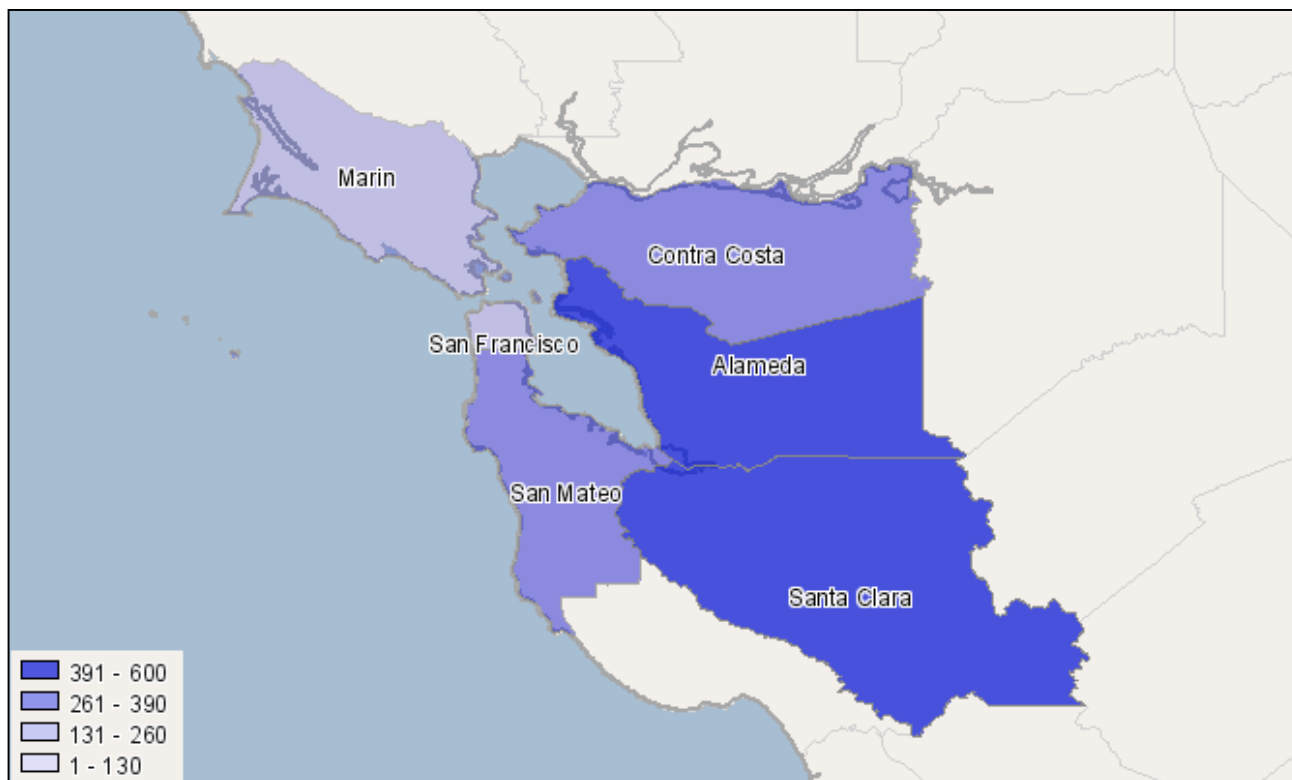 Marin
Contra Costa
San Francisco
Alameda
San Mateo
Santa Clara
391 - 600
261 - 390
131 - 260
1 - 130